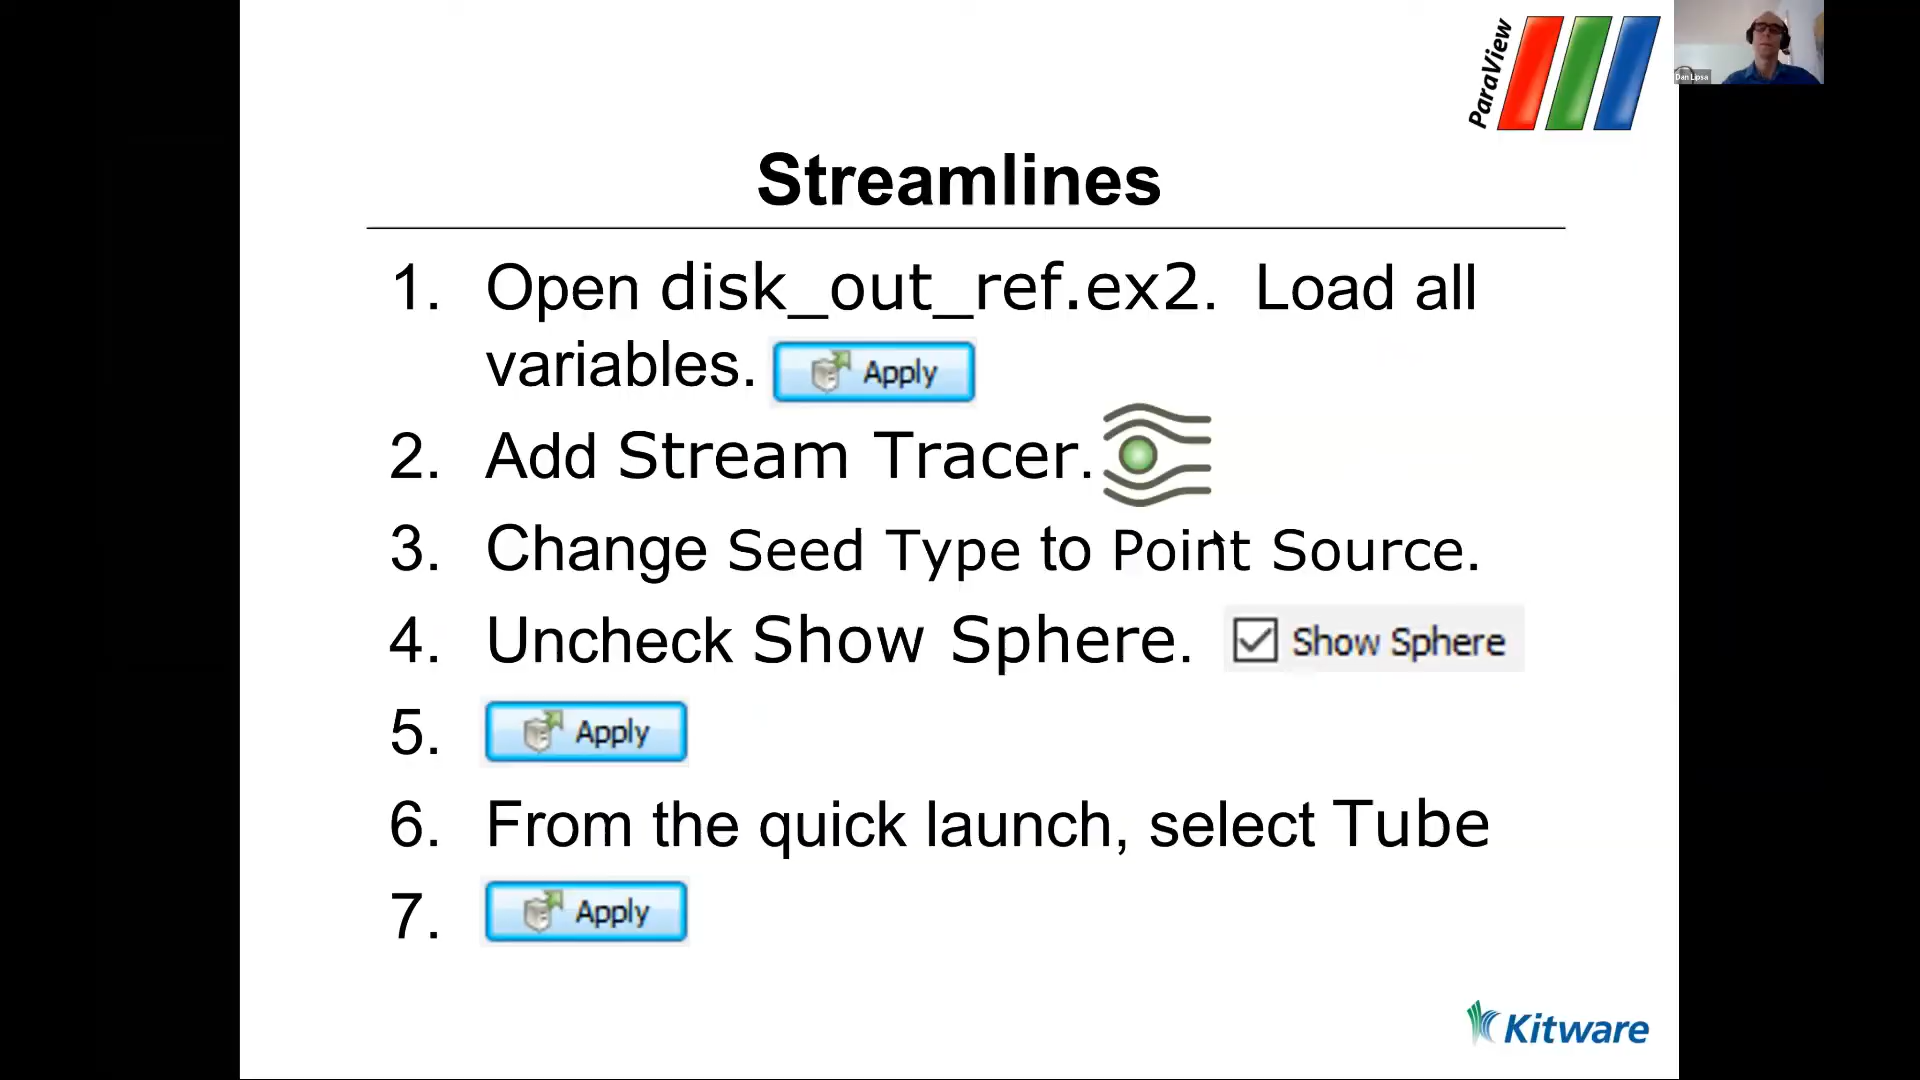 ParaView
Dan Lipsa
Streamlines
1. Open disk_out_ref.ex2. Load all
variables. Apply
2. Add Stream Tracer.
3. Change Seed Type to Point Source.
4. Uncheck Show Sphere. Show Sphere
5. Apply
6. From the quick launch, select Tube
7. Apply
Kitware